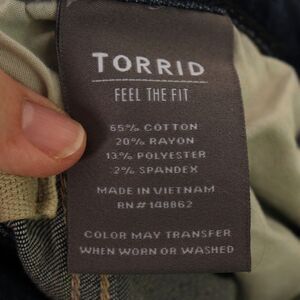 TORRID
FEEL THE FIT
65% COTTON
20% RAYON
13% POLYESTER
2% SPANDEX
MADE IN VIETNAM
RN# 148862
COLOR MAY TRANSFER
WHEN WORN OR WASHED